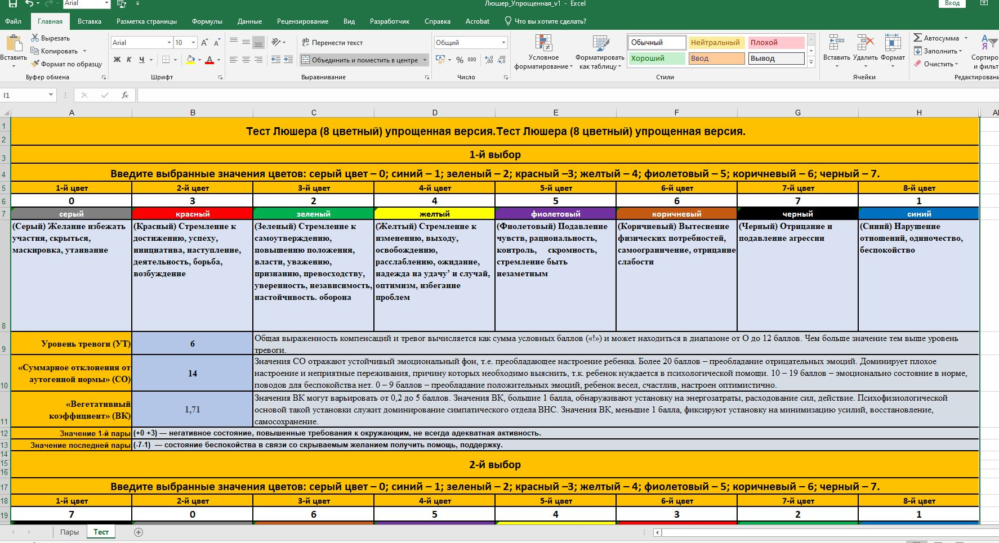 Arial
Люшер_Упрощенная_v1 - Excel
Вход
Файл
Главная
Вставка
Разметка страницы
Формулы
Данные
Рецензирование
Вид
Разработчик
Справка
Acrobat
Что вы хотите сделать?
Вставить
Вырезать
Копировать
Формат по образцу
Буфер обмена
Arial
10
Ж К Ч
Шрифт
Перенести текст
Объединить и поместить в центре
Выравнивание
Общий
% 000
Число
Условное
форматирование
Форматировать
как таблицу
Обычный
Нейтральный
Плохой
Хороший
Ввод
Вывод
Стили
Вставить
Удалить
Формат
Ячейки
Автосумма
Заполнить
Очистить
Сортиро
и фильт
Редактировани
I1
fx
A B C D E F G H AI
1
2
Тест Люшера (8 цветный) упрощенная версия.Тест Люшера (8 цветный) упрощенная версия.
3
1-й выбор
4
Введите выбранные значения цветов: серый цвет – 0; синий – 1; зеленый – 2; красный –3; желтый – 4; фиолетовый – 5; коричневый – 6; черный – 7.
5
1-й цвет 2-й цвет 3-й цвет 4-й цвет 5-й цвет 6-й цвет 7-й цвет 8-й цвет
6
0 3 2 4 5 6 7 1
7
серый красный зеленый желтый фиолетовый коричневый черный синий
8
(Серый) Желание избежать
участия, скрыться,
маскировка, утаивание
(Красный) Стремление к
достижению, успеху,
инициатива, наступление,
деятельность, борьба,
возбуждение
(Зеленый) Стремление к
самоутверждению,
повышению положения,
власти, уважению,
признанию, превосходству,
уверенность, независимость,
настойчивость. оборона
(Желтый) Стремление к
изменению, выходу,
освобождению,
расслаблению, ожидание,
надежда на удачу’ и случай,
оптимизм, избегание
проблем
(Фиолетовый) Подавление
чувств, рациональность,
контроль, скромность,
стремление быть
незаметным
(Коричневый) Вытеснение
физических потребностей,
самоограничение, отрицание
слабости
(Черный) Отрицание и
подавление агрессии
(Синий) Нарушение
отношений, одиночество,
беспокойство
9
Уровень тревоги (УТ)
6
Общая выраженность компенсаций и тревог вычисляется как сумма условных баллов («!») и может находиться в диапазоне от О до 12 баллов. Чем больше значение тем выше уровень
тревоги.
10
«Суммарное отклонения от
аутогенной нормы» (СО)
14
Значения СО отражают устойчивый эмоциональный фон, т.е. преобладающее настроение ребенка. Более 20 баллов – преобладание отрицательных эмоций. Доминирует плохое
настроение и неприятные переживания, причину которых необходимо выяснить, т.к. ребенок нуждается в психологической помощи. 10 – 19 баллов – эмоционально состояние в норме,
поводов для беспокойства нет. 0 – 9 баллов – преобладание положительных эмоций, ребенок весел, счастлив, настроен оптимистично.
11
«Вегетативный
коэффициент» (ВК)
1,71
Значения ВК могут варьировать от 0,2 до 5 баллов. Значения ВК, большие 1 балла, обнаруживают установку на энергозатраты, расходование сил, действие. Психофизиологической
основой такой установки служит доминирование симпатического отдела ВНС. Значения ВК, меньшие 1 балла, фиксируют установку на минимизацию усилий, восстановление,
самосохранение.
12
Значение 1-й пары
(+0 +3) — негативное состояние, повышенные требования к окружающим, не всегда адекватная активность.
13
Значение последней пары
(-7-1) — состояние беспокойства в связи со скрываемым желанием получить помощь, поддержку.
14
15
16
2-й выбор
17
Введите выбранные значения цветов: серый цвет – 0; синий – 1; зеленый – 2; красный –3; желтый – 4; фиолетовый – 5; коричневый – 6; черный – 7.
18
1-й цвет 2-й цвет 3-й цвет 4-й цвет 5-й цвет 6-й цвет 7-й цвет 8-й цвет
19
7 0 6 5 4 3 2 1
Пары
Тест